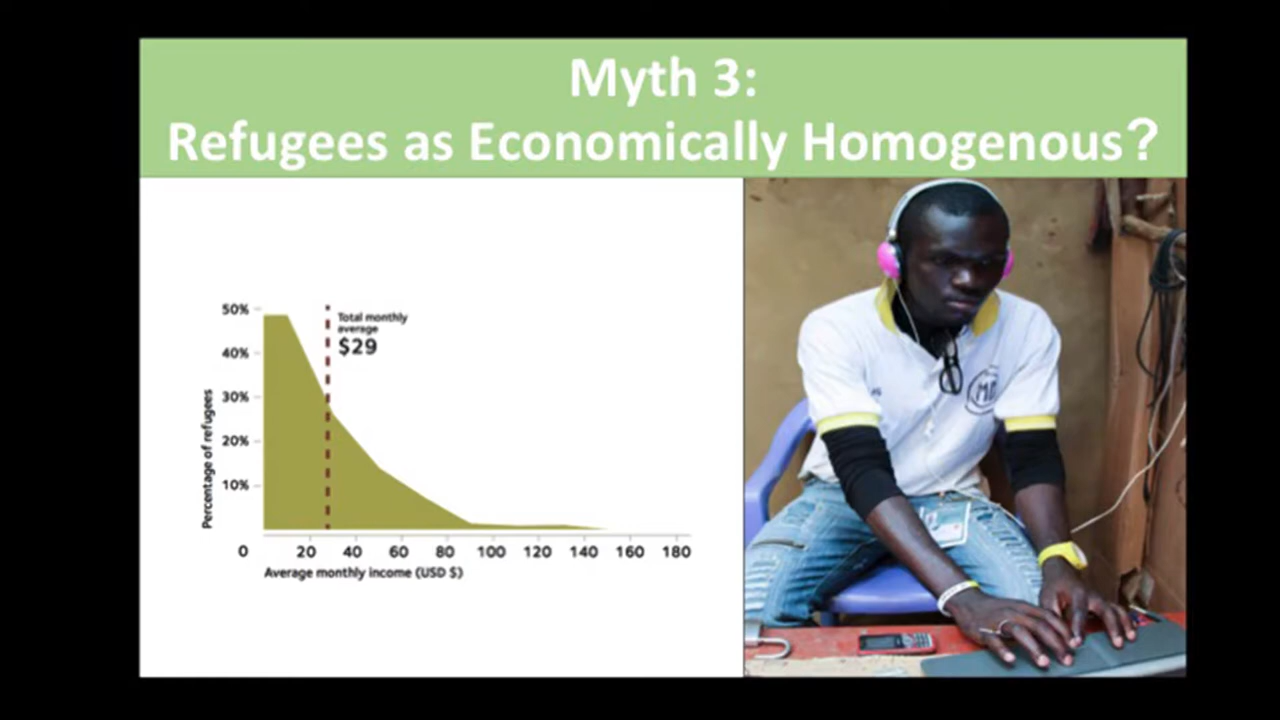 Myth 3:
Refugees as Economically Homogenous?
50%
40%
30%
20%
10%
Percentage of refugees
Total monthly
average
$29
0 20 40 60 80 100 120 140 160 180
Average monthly income (USD $)